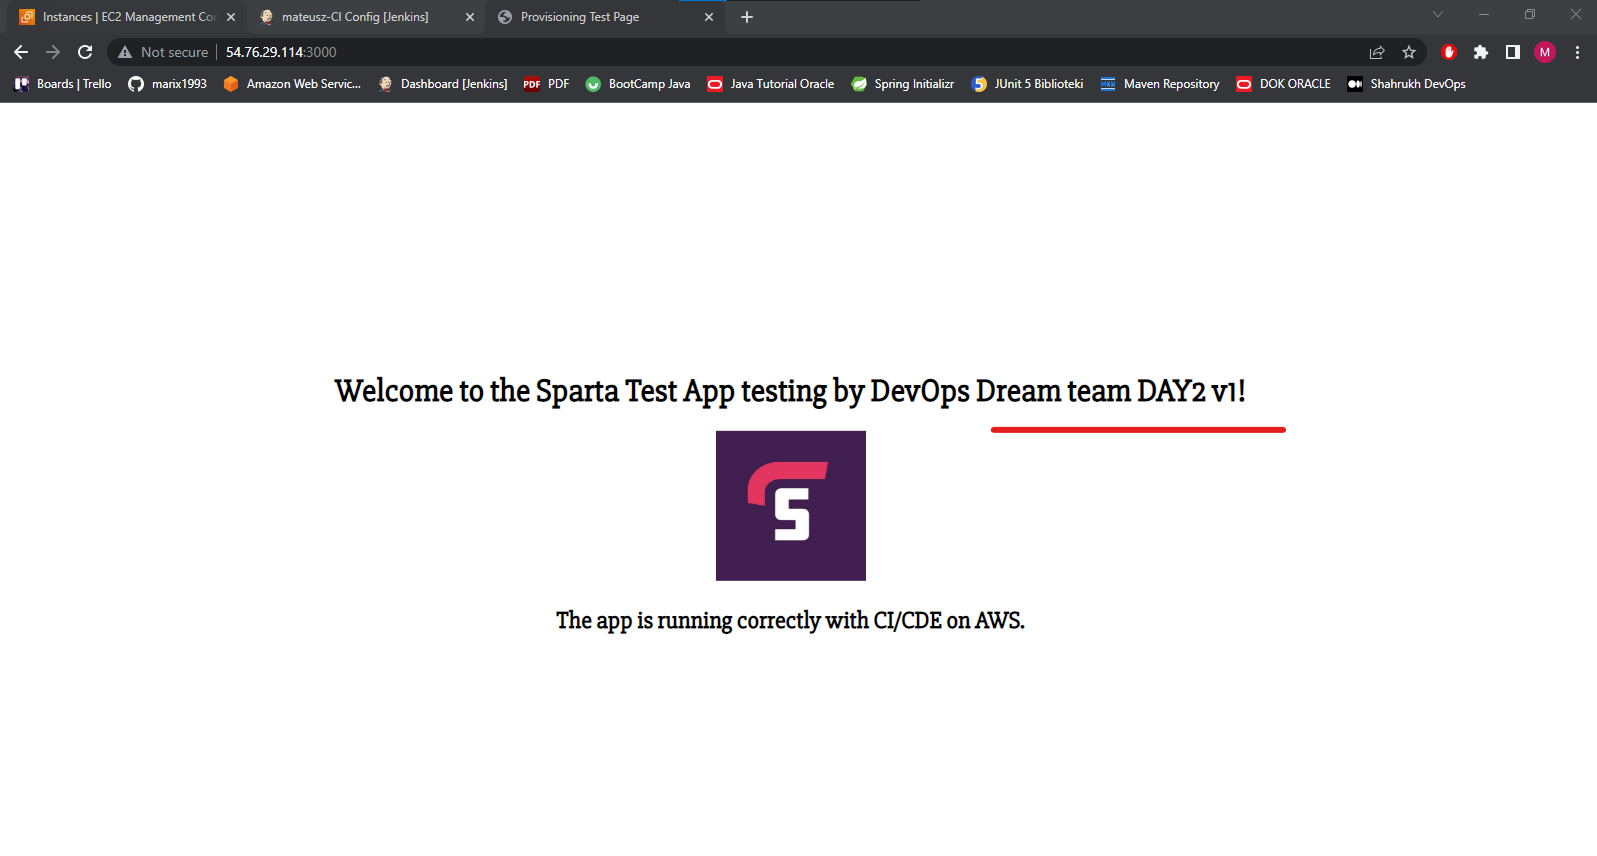 Instances | EC2 Management Cor
mateusz-CI Config [Jenkins]
Provisioning Test Page
Not secure
54.76.29.114:3000
M
Boards | Trello
marix1993
Amazon Web Servic...
Dashboard [Jenkins]
PDF
PDF
BootCamp Java
Java Tutorial Oracle
Spring Initializr
5
JUnit 5 Biblioteki
Maven Repository
DOK ORACLE
Shahrukh DevOps
Welcome to the Sparta Test App testing by DevOps Dream team DAY2 v1!
S
The app is running correctly with CI/CDE on AWS.